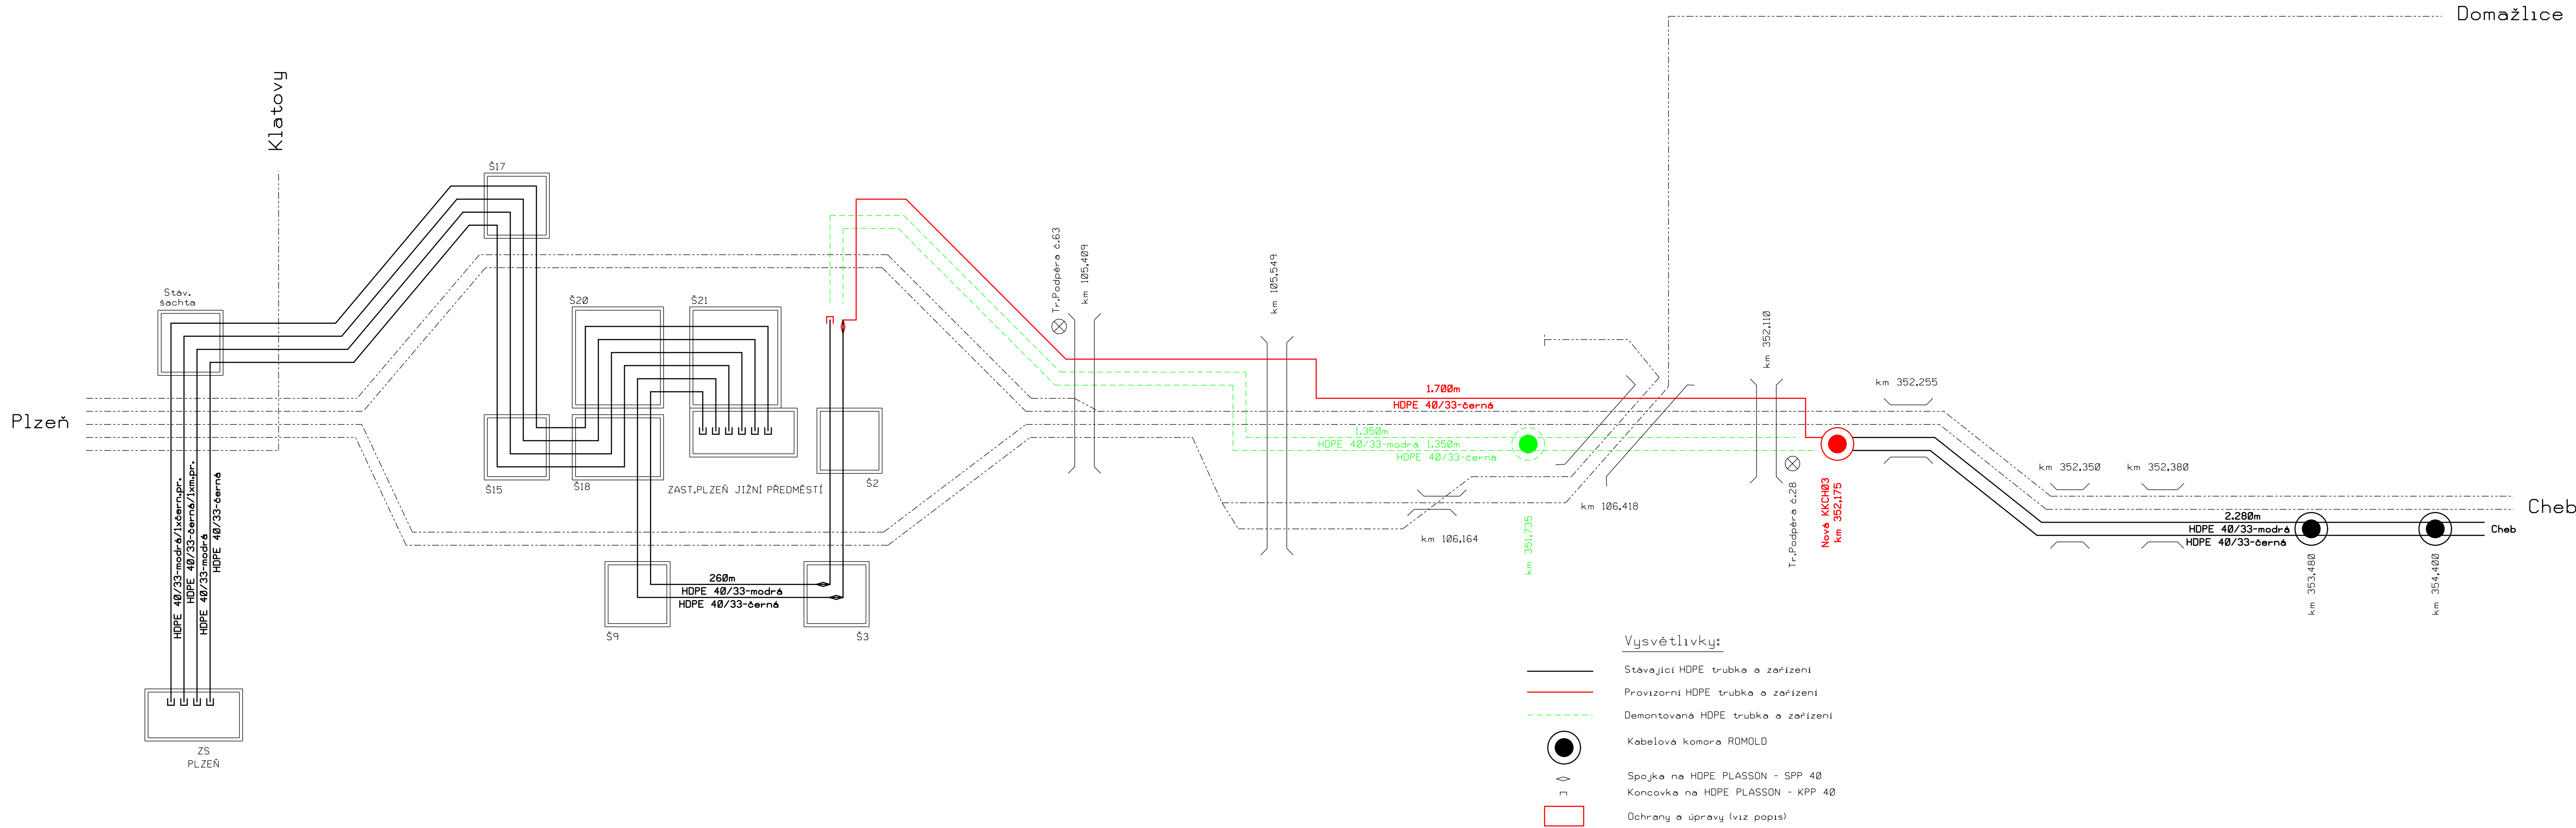 Domažlice
Klatovy
Š17
Stáv.
šachta
Š20
Š21
Tr.Podpěra č.63
km 105,409
km 105,549
km 352,110
km 352,255
1.700m
HDPE 40/33-černá
Plzeň
1.350m
HDPE 40/33-modrá 1.350m
HDPE 40/33-černá
km 352,350
km 352,380
Š15
Š18
ZAST.PLZEŇ JIŽNÍ PŘEDMĚSTÍ
Š2
HDPE 40/33-modrá/1xčern.pr.
HDPE 40/33-černá/1xm.pr.
HDPE 40/33-modrá
HDPE 40/33-černá
km 106,418
km 106,164
km 351,735
Tr.Podpěra č.28
Nová KKCH03
km 352,175
Cheb
2.280m
HDPE 40/33-modrá
HDPE 40/33-černá
Cheb
km 353,480
km 354,400
260m
HDPE 40/33-modrá
HDPE 40/33-černá
Š9
Š3
ZS
PLZEŇ
Vysvětlivky:
Stávající HDPE trubka a zařízení
Provizorní HDPE trubka a zařízení
Demontovaná HDPE trubka a zařízení
Kabelová komora ROMOLD
Spojka na HDPE PLASSON - SPP 40
Koncovka na HDPE PLASSON - KPP 40
Ochrany a úpravy (viz popis)